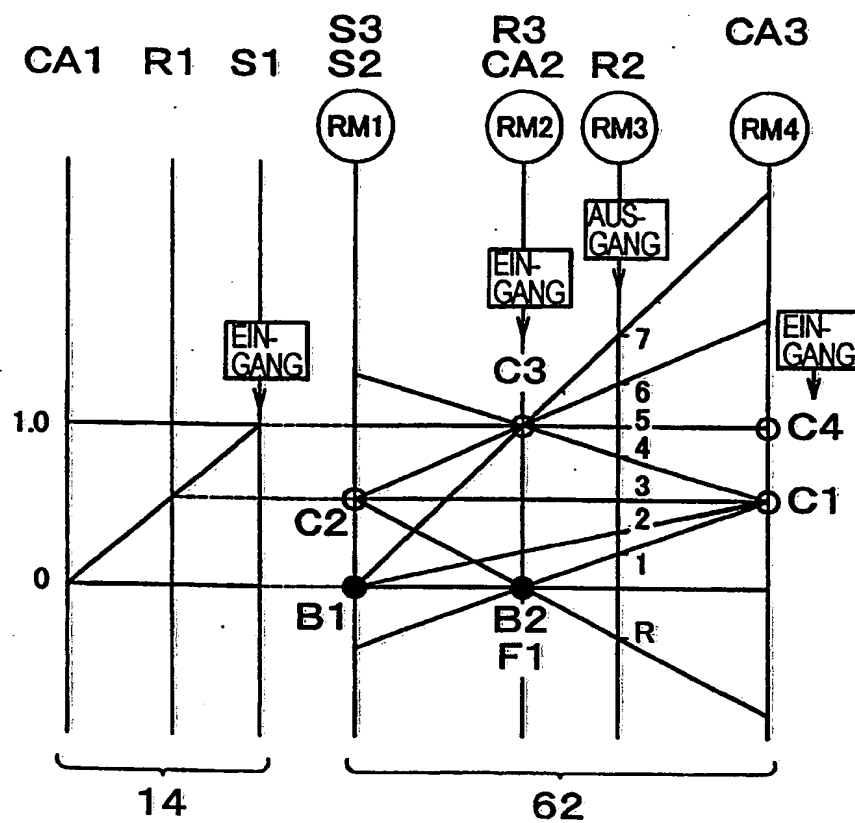 S3 R3 CA3
CA1 R1 S1 S2 CA2 R2
RM1 RM2 RM3 RM4
AUS-
GANG
EIN-
GANG
EIN-
GANG
EIN-
GANG
7
C3
6
1.0 5 C4
4
3 C1
C2 2
1
0
B1 B2 R
F1
14 62